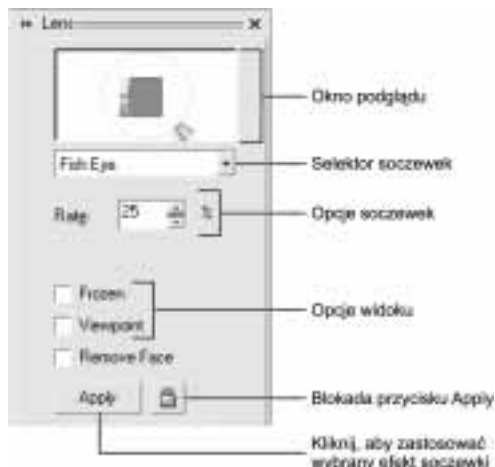 Lens
Okno podglądu
Fish Eye
Selektor soczewek
Rate: 25 %
Opcje soczewek
Frozen
Opcje widoku
Viewpoint
Remove Face
Apply
Blokada przycisku Apply
Kliknij, aby zastosować
wybrany efekt soczewki